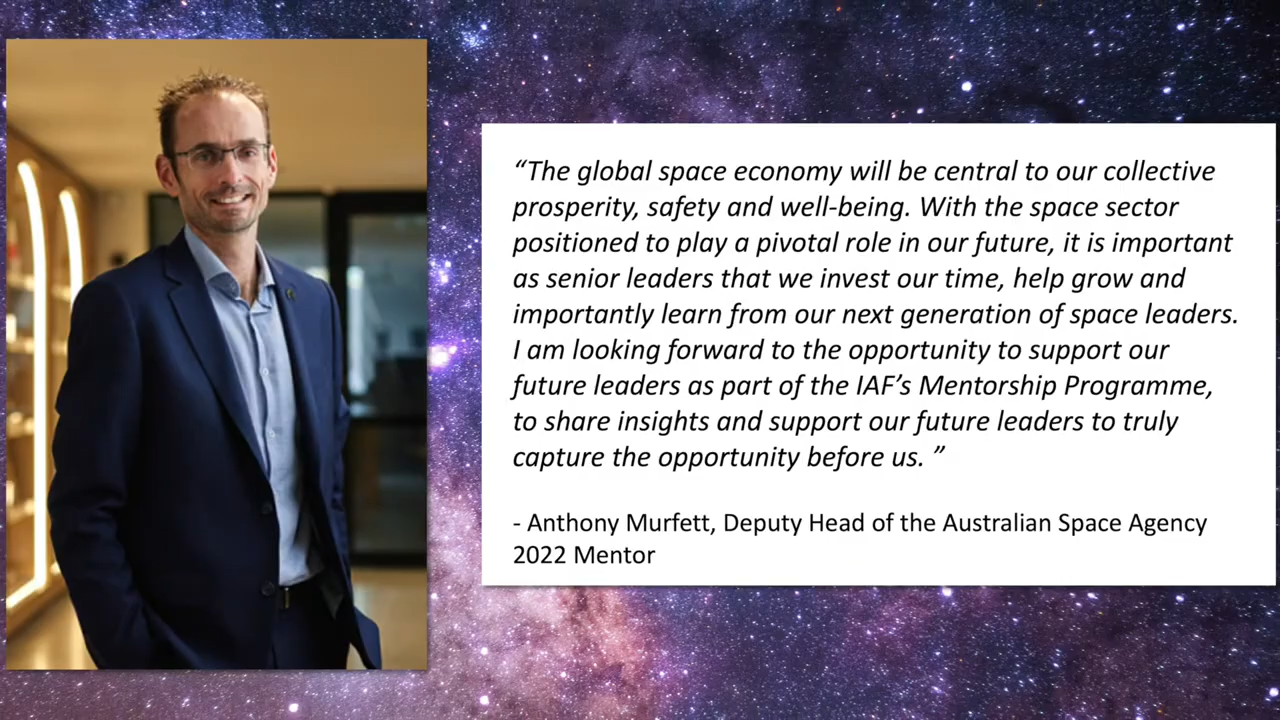 “The global space economy will be central to our collective
prosperity, safety and well-being. With the space sector
positioned to play a pivotal role in our future, it is important
as senior leaders that we invest our time, help grow and
importantly learn from our next generation of space leaders.
I am looking forward to the opportunity to support our
future leaders as part of the IAF’s Mentorship Programme,
to share insights and support our future leaders to truly
capture the opportunity before us. ”
- Anthony Murfett, Deputy Head of the Australian Space Agency
2022 Mentor